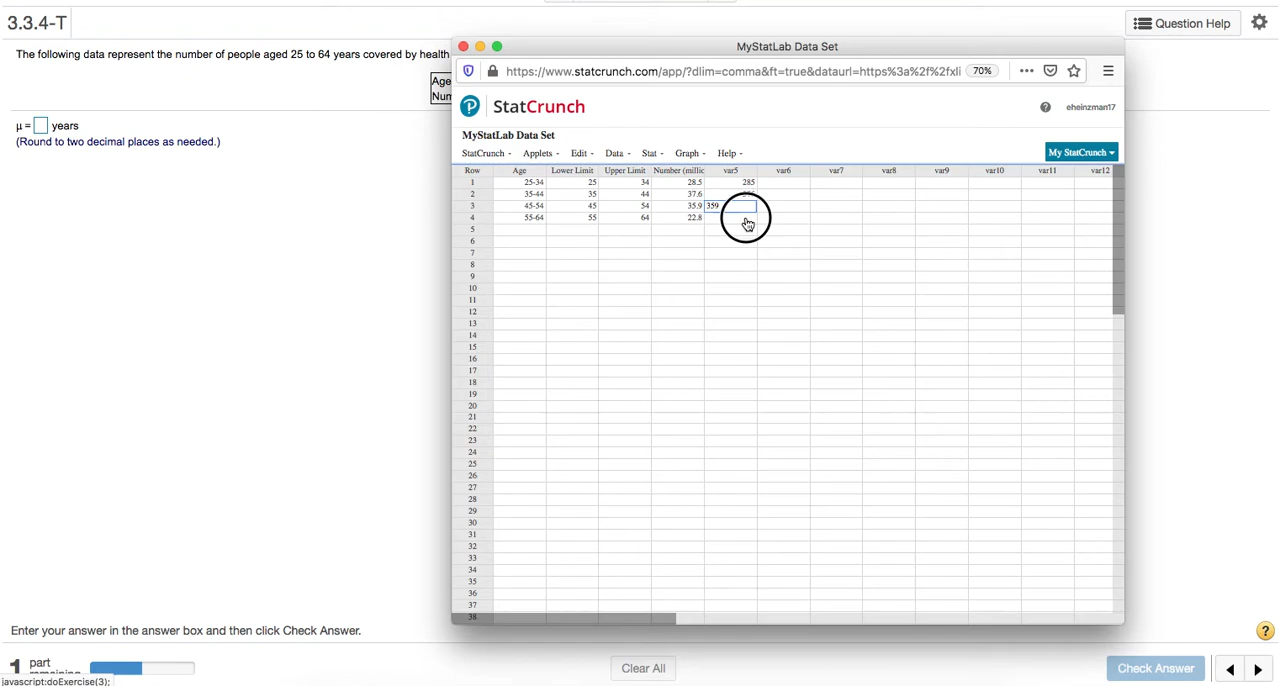 3.3.4-T
Question Help
The following data represent the number of people aged 25 to 64 years covered by health
Age
Num
μ = years
(Round to two decimal places as needed.)
MyStatLab Data Set
https://www.statcrunch.com/app/?dlim=comma&ft=true&dataurl=https%3a%2f%2fxli 70%
StatCrunch
eheinzman17
MyStatLab Data Set
StatCrunch Applets Edit Data Stat Graph Help
My StatCrunch
Row Age Lower Limit Upper Limit Number (millic var5 var6 var7 var8 var9 var10 var11 var12
1 25-34 25 34 28.5 285
2 35-44 35 44 37.6
3 45-54 45 54 35.9 359
4 55-64 55 64 22.8
5
6
7
8
9
10
11
12
13
14
15
16
17
18
19
20
21
22
23
24
25
26
27
28
29
30
31
32
33
34
35
36
37
38
Enter your answer in the answer box and then click Check Answer.
1 part
remaining
Clear All
Check Answer
javascript:doExercise(3);